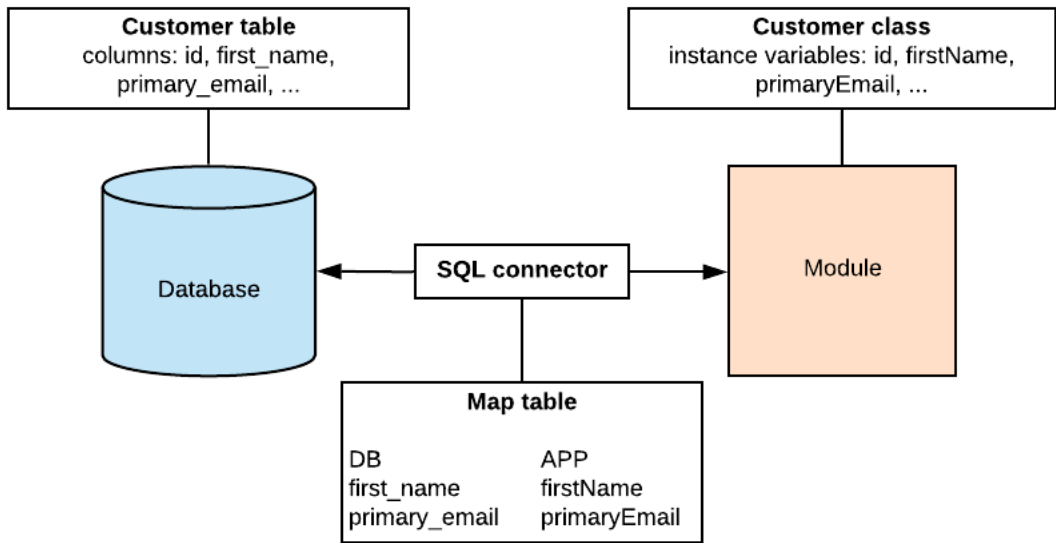 Customer table
columns: id, first_name,
primary_email, ...
Customer class
instance variables: id, firstName,
primaryEmail, ...
Database
SQL connector
Module
Map table
DB APP
first_name firstName
primary_email primaryEmail